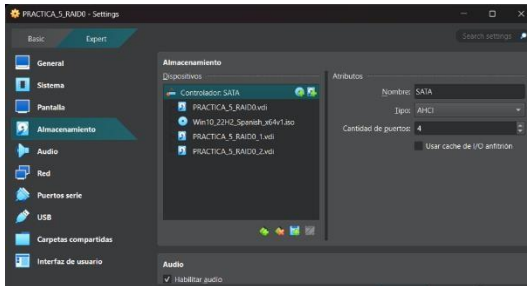 PRACTICA_5_RAID0 - Settings
Basic
Expert
Search settings
General
Sistema
Pantalla
Almacenamiento
Audio
Red
Puertos serie
USB
Carpetas compartidas
Interfaz de usuario
Almacenamiento
Dispositivos
Controlador: SATA
PRACTICA_5_RAID0.vdi
Win10_22H2_Spanish_x64v1.iso
PRACTICA_5_RAID0_1.vdi
PRACTICA_5_RAID0_2.vdi
Atributos
Nombre: SATA
Tipo: AHCI
Cantidad de puertos: 4
Usar cache de I/O anfitrión
Audio
Habilitar audio